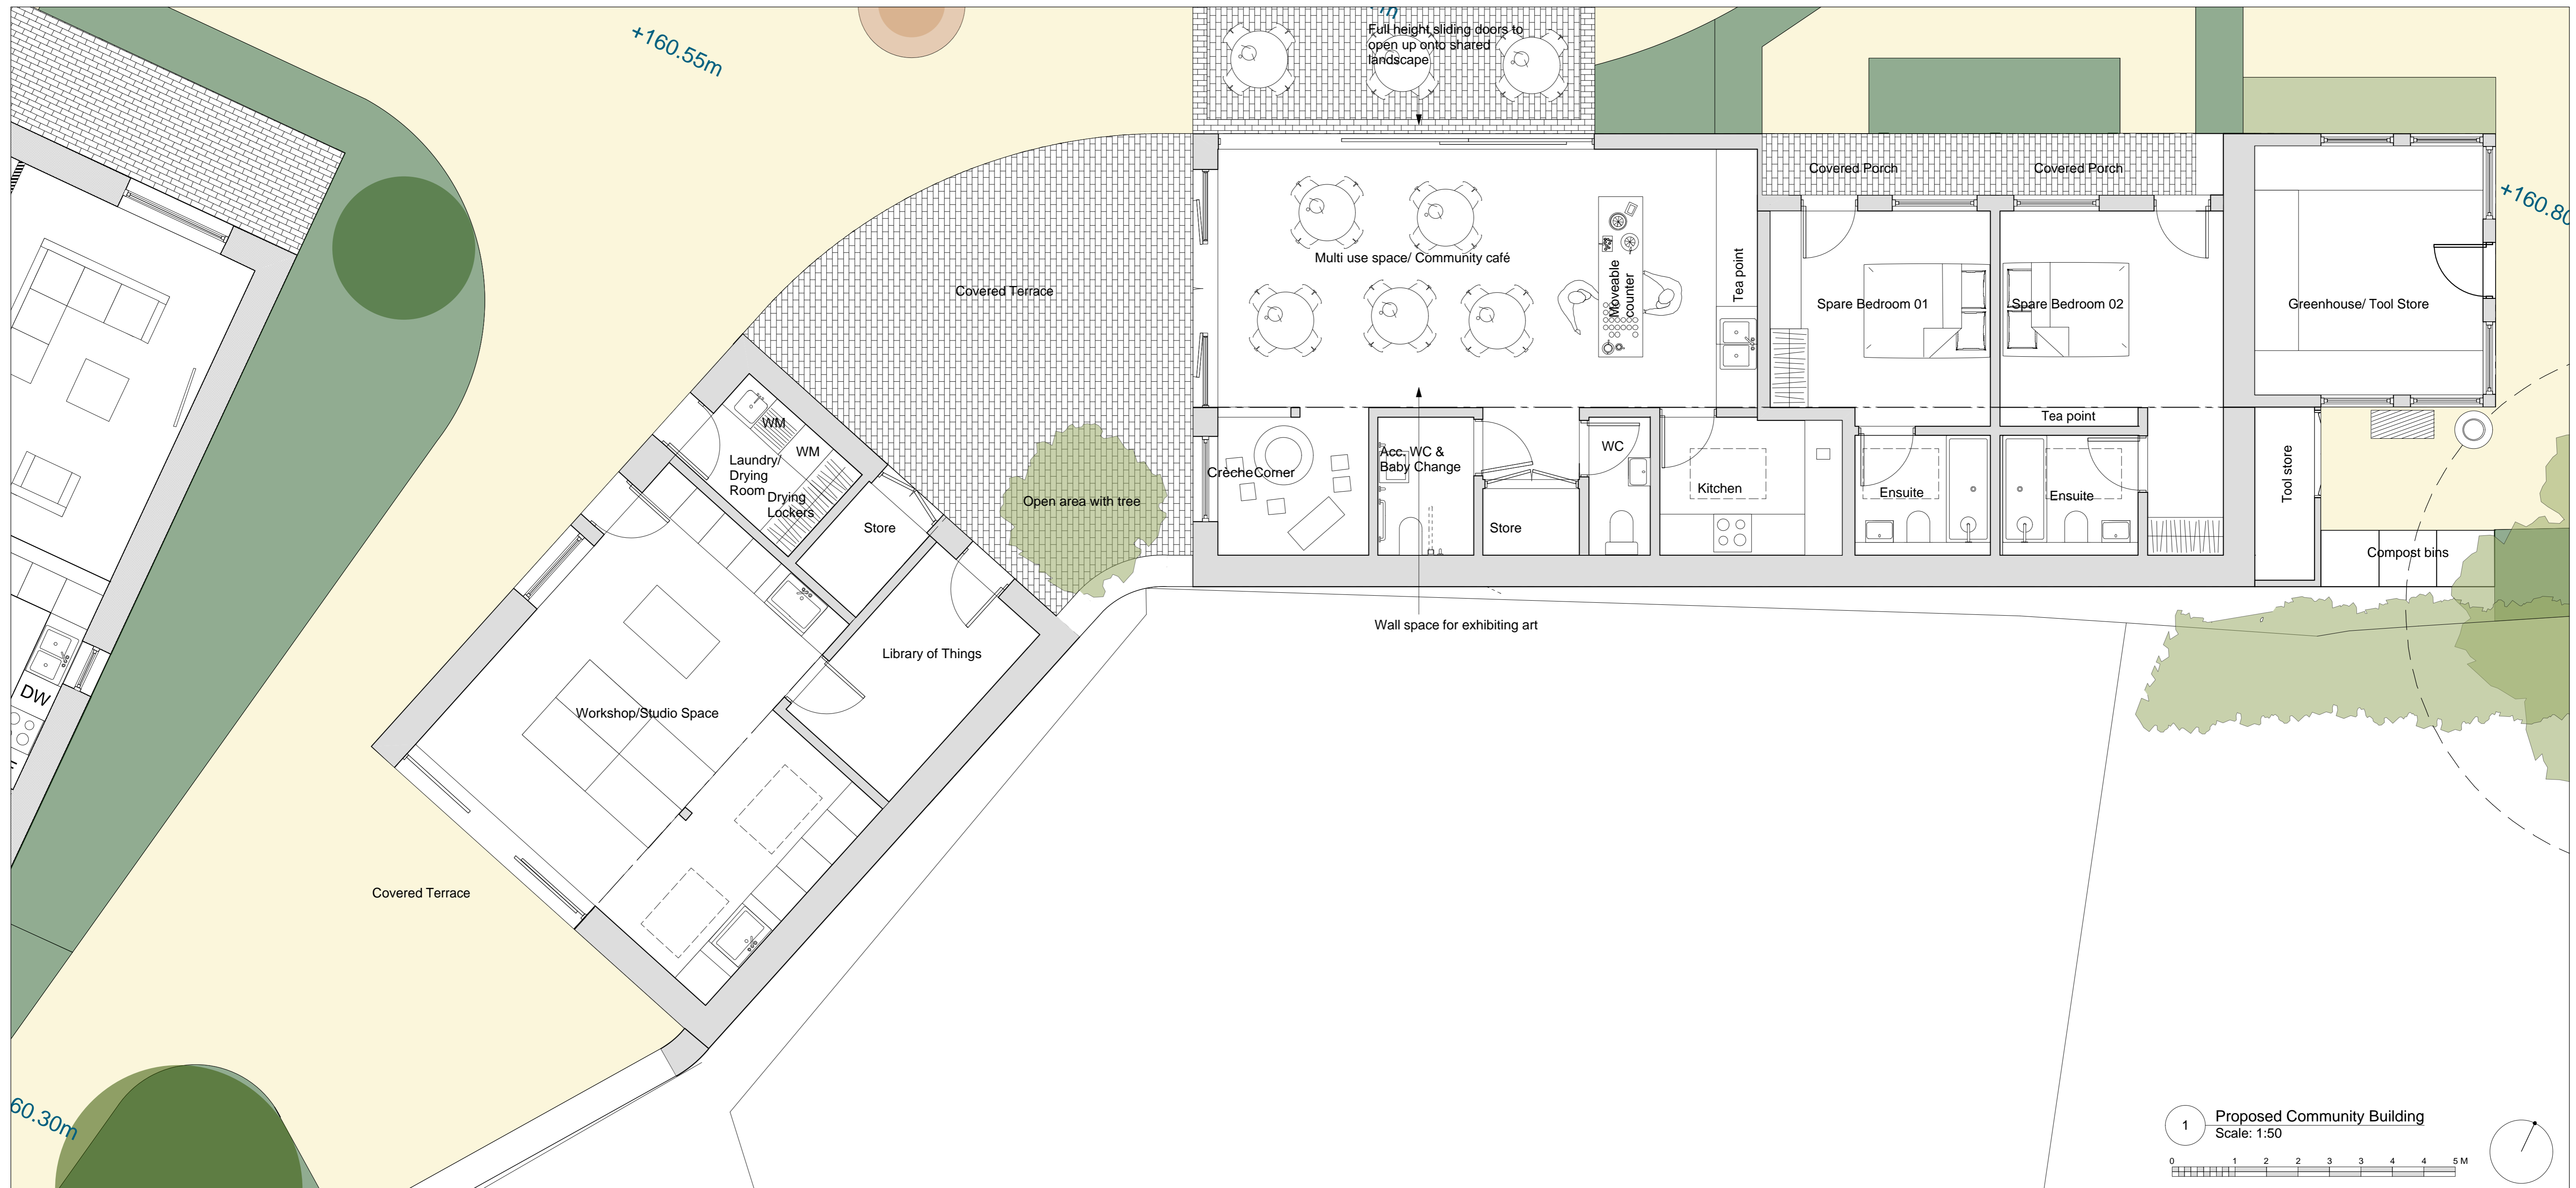 +160.55m
m
Full height sliding doors to
open up onto shared
landscape
Covered Porch
Covered Porch
+160.80
Covered Terrace
Multi use space/ Community café
Moveable
counter
Tea point
Spare Bedroom 01
Spare Bedroom 02
Greenhouse/ Tool Store
WM
WM
Laundry/
Drying
Room
Drying
Lockers
Store
Open area with tree
Crèche Corner
Acc. WC &
Baby Change
Store
WC
Kitchen
Ensuite
Tea point
Ensuite
Tool store
Compost bins
Wall space for exhibiting art
Library of Things
Workshop/Studio Space
DW
Covered Terrace
60.30m
1
Proposed Community Building
Scale: 1:50
0 1 2 2 3 3 4 4 5 M